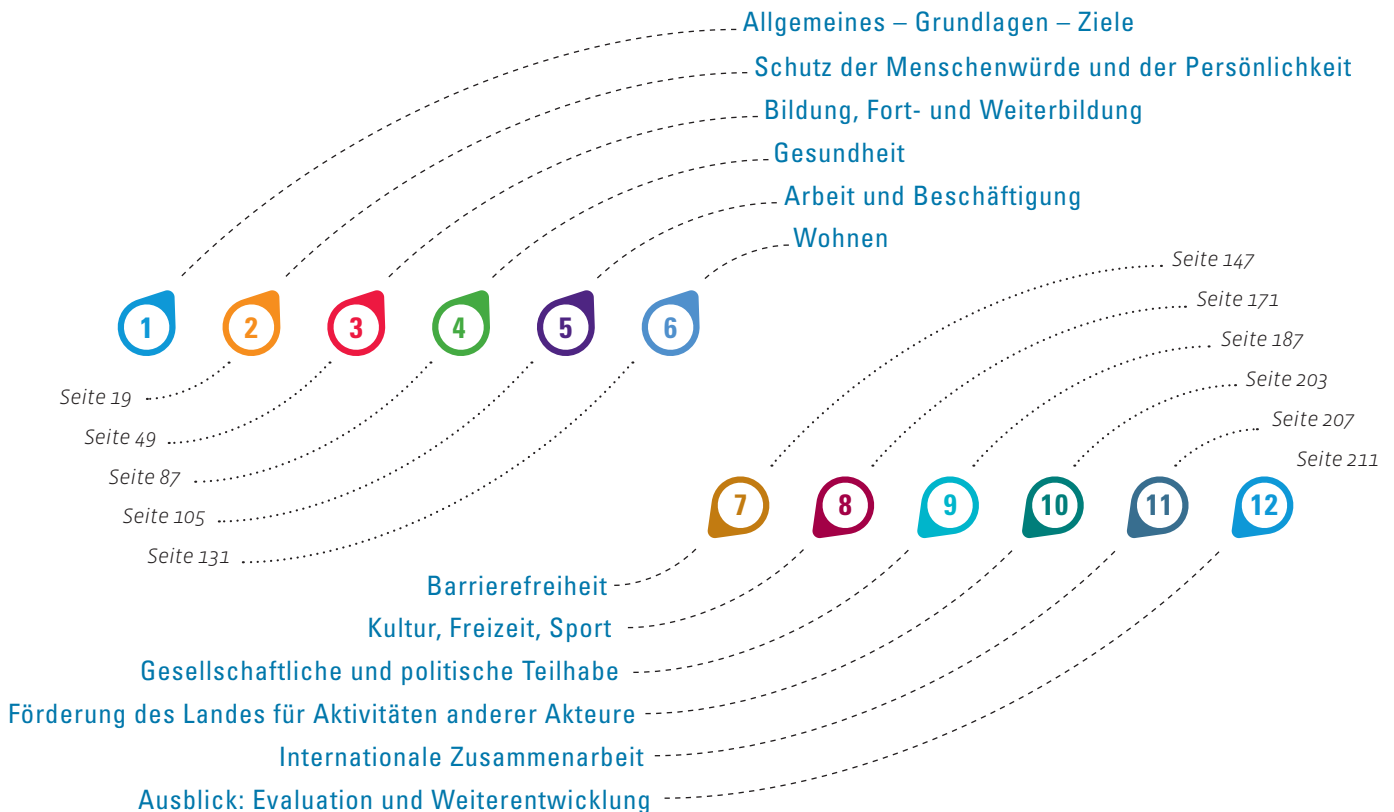 Allgemeines – Grundlagen – Ziele
Schutz der Menschenwürde und der Persönlichkeit
Bildung, Fort- und Weiterbildung
Gesundheit
Arbeit und Beschäftigung
Wohnen
1
2
3
4
5
6
Seite 19
Seite 49
Seite 87
Seite 105
Seite 131
Seite 147
Seite 171
Seite 187
Seite 203
Seite 207
Seite 211
7
8
9
10
11
12
Barrierefreiheit
Kultur, Freizeit, Sport
Gesellschaftliche und politische Teilhabe
Förderung des Landes für Aktivitäten anderer Akteure
Internationale Zusammenarbeit
Ausblick: Evaluation und Weiterentwicklung